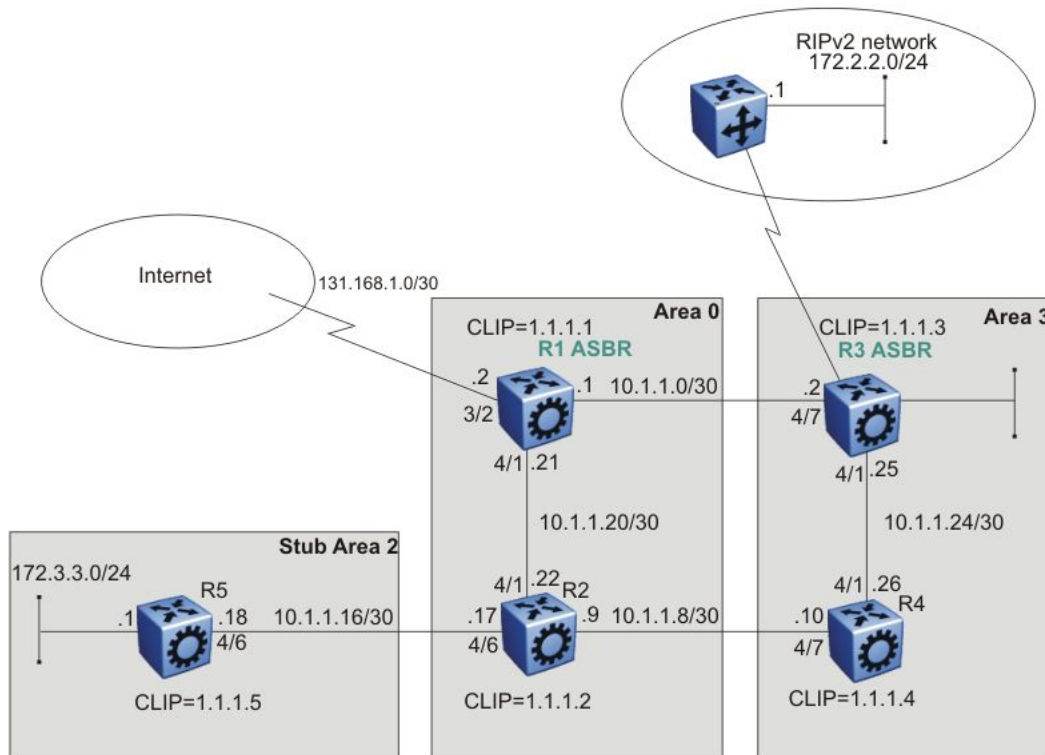 RIPv2 network
172.2.2.0/24
.1
Internet
131.168.1.0/30
Area 0
CLIP=1.1.1.1
R1 ASBR
.2
3/2
.1
10.1.1.0/30
4/1
.21
10.1.1.20/30
Area 3
CLIP=1.1.1.3
R3 ASBR
.2
4/7
4/1
.25
10.1.1.24/30
Stub Area 2
172.3.3.0/24
.1
R5
.18
4/6
10.1.1.16/30
CLIP=1.1.1.5
4/1
.22
R2
.17
4/6
.9
10.1.1.8/30
CLIP=1.1.1.2
4/1
.26
R4
.10
4/7
CLIP=1.1.1.4